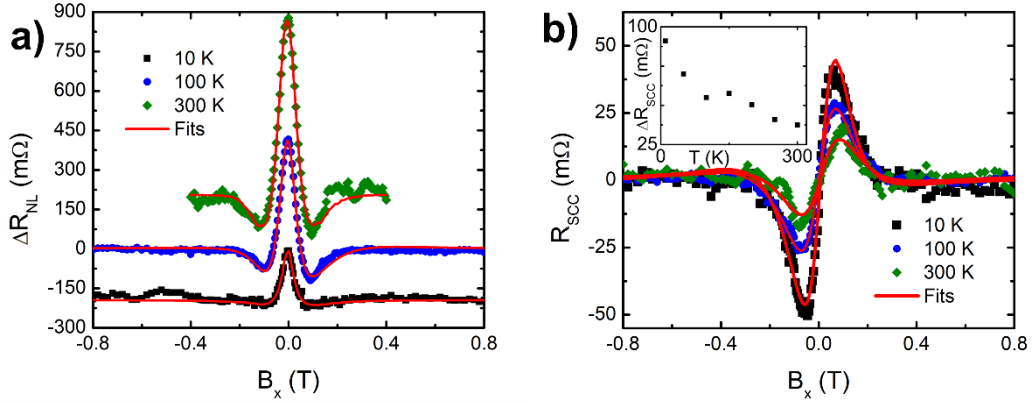 a)
ΔR_NL (mΩ)
900
750
600
450
300
150
0
-150
-300
10 K
100 K
300 K
Fits
-0.8
-0.4
0.0
0.4
0.8
B_x (T)
b)
R_SCC (mΩ)
50
25
0
-25
-50
ΔR_SCC (mΩ)
100
25
0
300
T (K)
10 K
100 K
300 K
Fits
-0.8
-0.4
0.0
0.4
0.8
B_x (T)